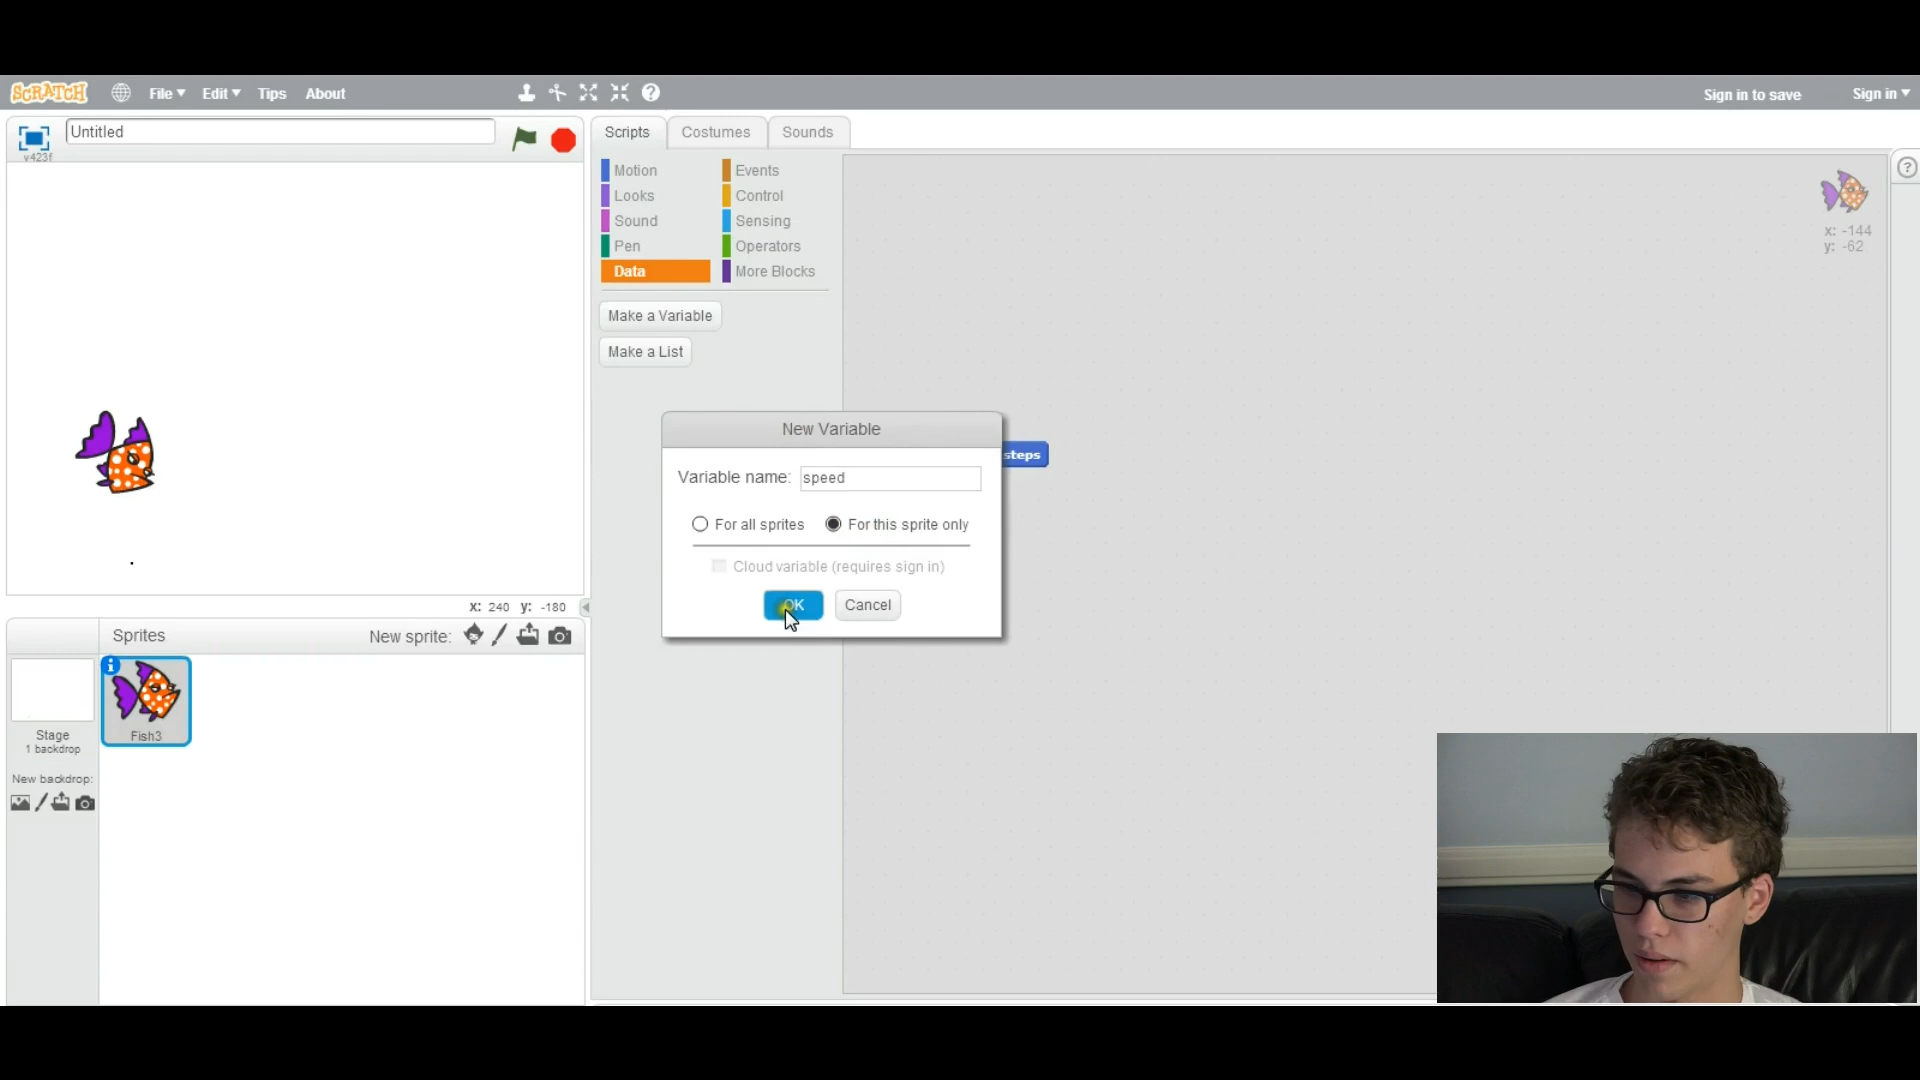 SCRATCH
File
Edit
Tips
About
Sign in to save
Sign in
Untitled
v423f
Scripts
Costumes
Sounds
Motion
Events
Looks
Control
Sound
Sensing
Pen
Operators
Data
More Blocks
Make a Variable
Make a List
x: -144
y: -62
steps
New Variable
Variable name: speed
For all sprites
For this sprite only
Cloud variable (requires sign in)
OK
Cancel
x: 240 y: -180
Sprites
New sprite:
Fish3
Stage
1 backdrop
New backdrop: